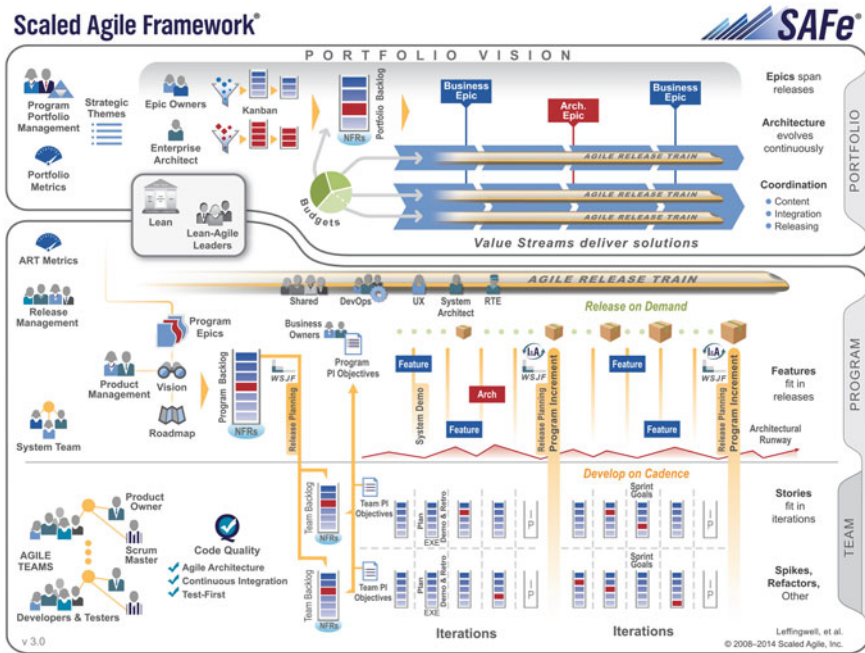 Scaled Agile Framework®
SAFe™
PORTFOLIO VISION
Program
Portfolio
Management
Strategic
Themes
Portfolio
Metrics
Epic Owners
Enterprise
Architect
Kanban
Portfolio Backlog
NFRs
Budgets
Business
Epic
Arch.
Epic
Business
Epic
AGILE RELEASE TRAIN
AGILE RELEASE TRAIN
AGILE RELEASE TRAIN
Value Streams deliver solutions
Epics span
releases
Architecture
evolves
continuously
Coordination
Content
Integration
Releasing
PORTFOLIO
Lean
Lean-Agile
Leaders
ART Metrics
Release
Management
Program
Epics
Product
Management
Vision
Roadmap
System Team
Program Backlog
NFRs
WSJF
Release Planning
AGILE RELEASE TRAIN
Shared
DevOps
UX
System
Architect
RTE
Business
Owners
Program
PI Objectives
Release on Demand
Feature
System Demo
Feature
Arch
WSJF
Release Planning
Program Increment
Feature
Feature
WSJF
Release Planning
Program Increment
Architectural
Runway
Features
fit in
releases
PROGRAM
Develop on Cadence
Product
Owner
Scrum
Master
AGILE
TEAMS
Developers & Testers
Code Quality
Agile Architecture
Continuous Integration
Test-First
Team Backlog
NFRs
Team PI
Objectives
Plan
EXE
Demo & Retro
I P
Sprint
Goals
I P
Team Backlog
NFRs
Team PI
Objectives
Plan
EXE
Demo & Retro
I P
Sprint
Goals
I P
Iterations
Iterations
Stories
fit in
iterations
Spikes,
Refactors,
Other
TEAM
v 3.0
Leffingwell, et al.
© 2008–2014 Scaled Agile, Inc.